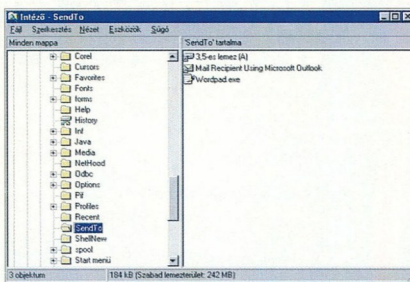 Intéző - SendTo
Fájl Szerkesztés Nézet Eszközök Súgó
Minden mappa
'SendTo' tartalma
Corel
Cursors
Favorites
Fonts
forms
Help
History
Inf
Java
Media
NetHood
Odbc
Options
Pif
Profiles
Recent
SendTo
ShellNew
spool
Start menü
3,5-es lemez (A)
Mail Recipient Using Microsoft Outlook
Wordpad.exe
3 objektum
184 kB (Szabad lemezterület: 242 MB)